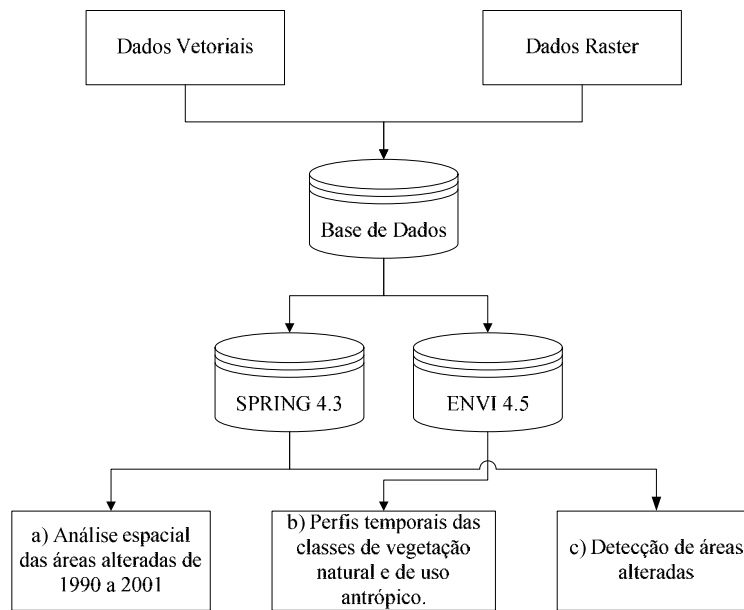 Dados Vetoriais
Dados Raster
Base de Dados
SPRING 4.3
ENVI 4.5
a) Análise espacial
das áreas alteradas de
1990 a 2001
b) Perfis temporais das
classes de vegetação
natural e de uso
antrópico.
c) Detecção de áreas
alteradas